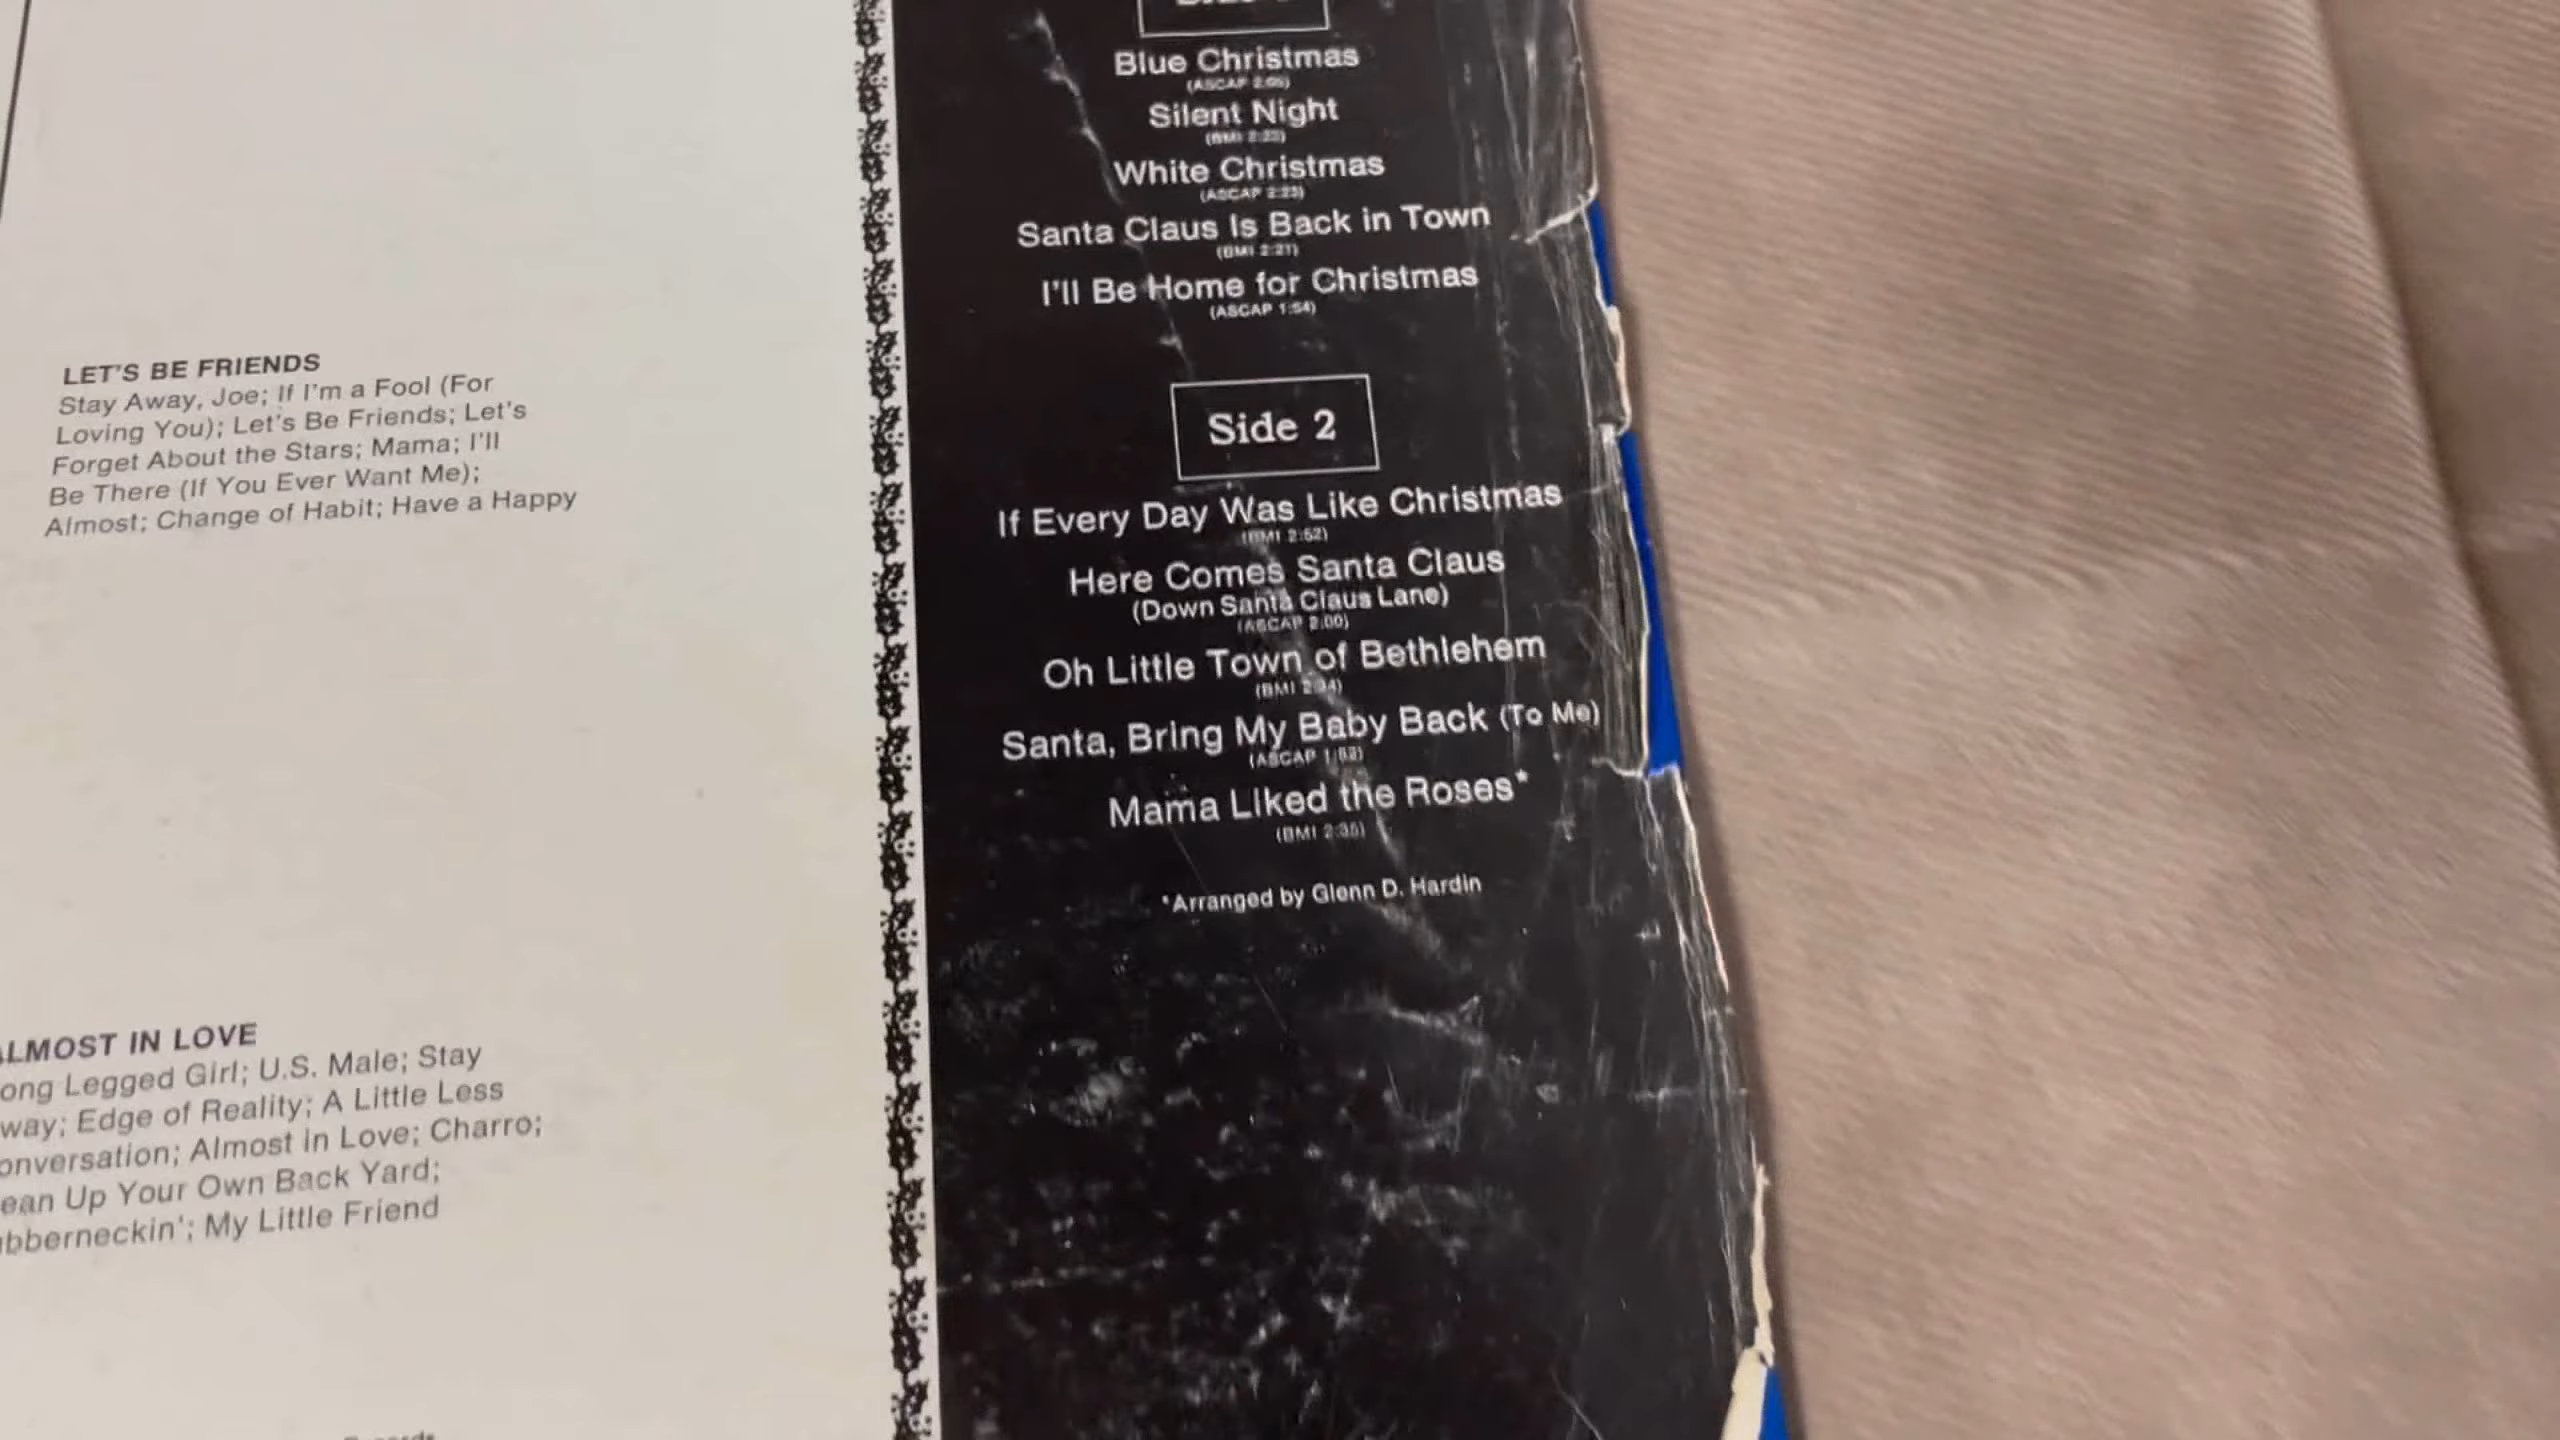 LET'S BE FRIENDS
Stay Away, Joe; If I'm a Fool (For
Loving You); Let's Be Friends; Let's
Forget About the Stars; Mama; I'll
Be There (If You Ever Want Me);
Almost; Change of Habit; Have a Happy
LMOST IN LOVE
ong Legged Girl; U.S. Male; Stay
way; Edge of Reality; A Little Less
onversation; Almost in Love; Charro;
ean Up Your Own Back Yard;
bberneckin'; My Little Friend
Blue Christmas
(ASCAP 2:05)
Silent Night
(BMI 2:23)
White Christmas
(ASCAP 2:23)
Santa Claus Is Back in Town
(BMI 2:21)
I'll Be Home for Christmas
(ASCAP 1:54)
Side 2
If Every Day Was Like Christmas
(BMI 2:52)
Here Comes Santa Claus
(Down Santa Claus Lane)
(ASCAP 2:00)
Oh Little Town of Bethlehem
(BMI 2:34)
Santa, Bring My Baby Back (To Me)
(ASCAP
Mama Liked the Roses*
(BMI 2:35)
*Arranged by Glenn D. Hardin